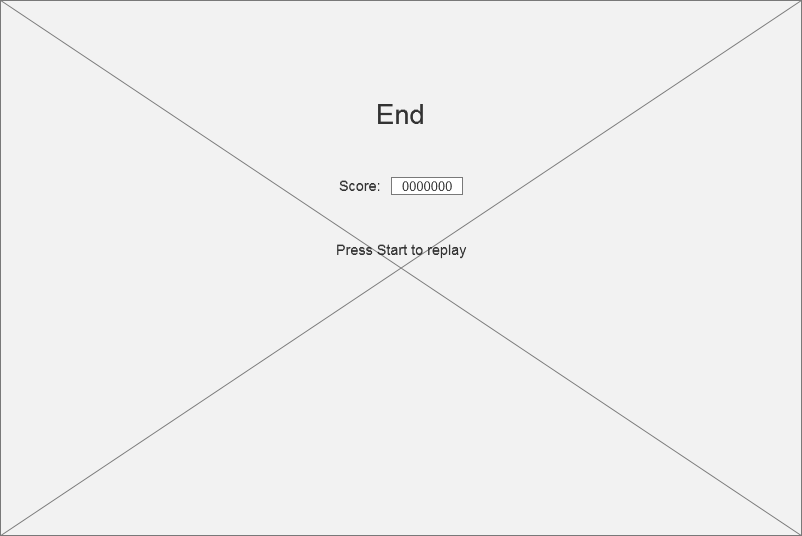 End
Score: 0000000
Press Start to replay